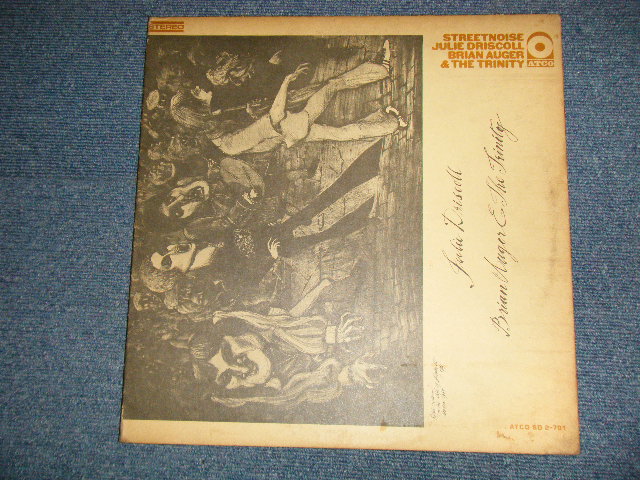 STEREO
STREETNOISE
JULIE DRISCOLL
BRIAN AUGER
& THE TRINITY
ATCO
Julie Driscoll
Brian Auger & The Trinity
ATCO SD 2-701